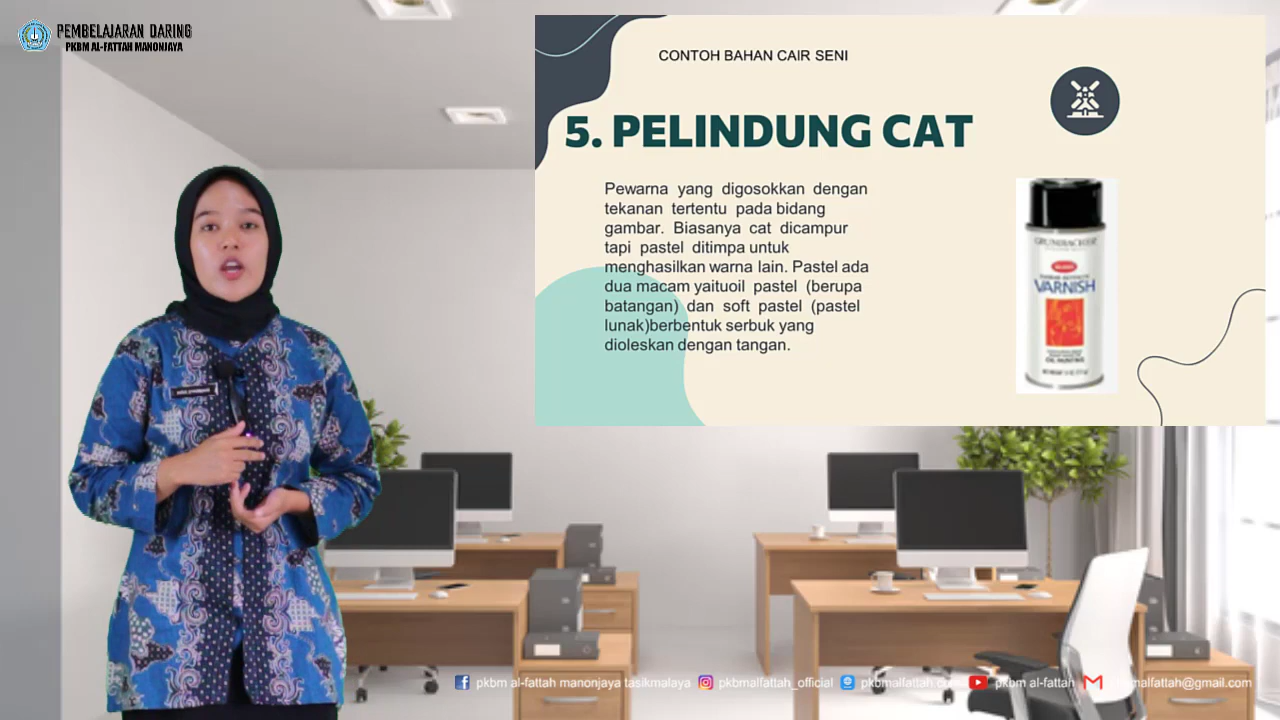 PEMBELAJARAN DARING
PKBM AL-FATTAH MANONJAYA
CONTOH BAHAN CAIR SENI
5. PELINDUNG CAT
Pewarna yang digosokkan dengan
tekanan tertentu pada bidang
gambar. Biasanya cat dicampur
tapi pastel ditimpa untuk
menghasilkan warna lain. Pastel ada
dua macam yaituoil pastel (berupa
batangan) dan soft pastel (pastel
lunak)berbentuk serbuk yang
dioleskan dengan tangan.
GRUMBACHER
VARNISH
OIL PAINTING
pkbm al-fattah manonjaya tasikmalaya
pkbmalfattah_official
pkbm al-fattah